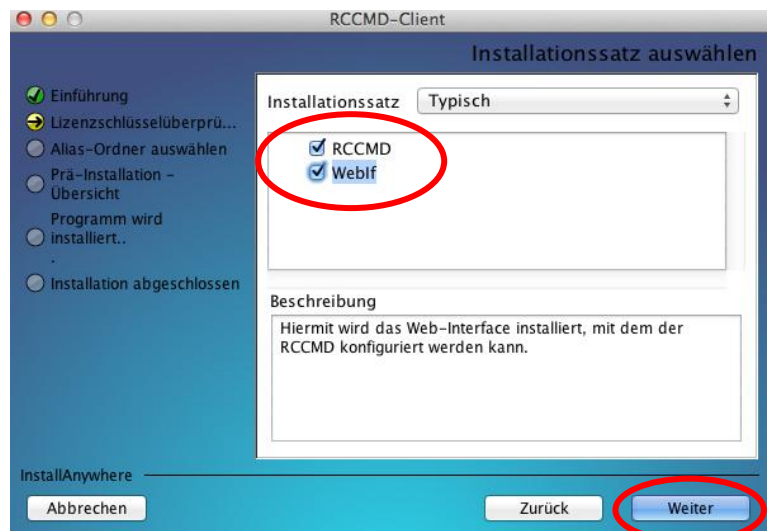 RCCMD-Client
Installationssatz auswählen
Einführung
Lizenzschlüsselüberprü...
Alias-Ordner auswählen
Prä-Installation –
Übersicht
Programm wird
installiert..
.
Installation abgeschlossen
Installationssatz Typisch
RCCMD
WebIf
Beschreibung
Hiermit wird das Web-Interface installiert, mit dem der
RCCMD konfiguriert werden kann.
InstallAnywhere
Abbrechen Zurück Weiter